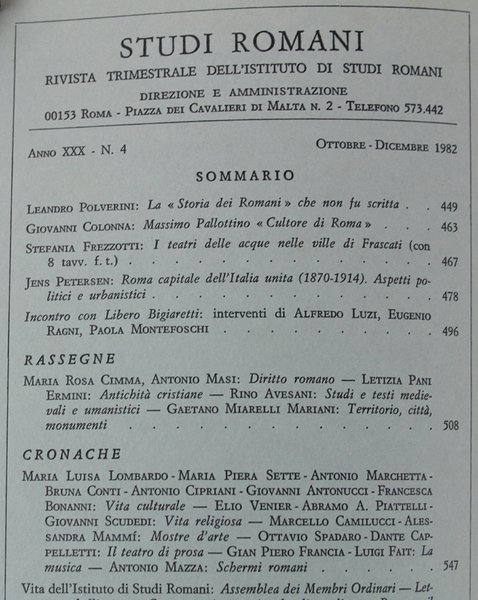 STUDI ROMANI
RIVISTA TRIMESTRALE DELL'ISTITUTO DI STUDI ROMANI
DIREZIONE E AMMINISTRAZIONE
00153 ROMA - PIAZZA DEI CAVALIERI DI MALTA N. 2 - TELEFONO 573.442
ANNO XXX - N. 4 OTTOBRE - DICEMBRE 1982
SOMMARIO
LEANDRO POLVERINI: La « Storia dei Romani » che non fu scritta . . 449
GIOVANNI COLONNA: Massimo Pallottino « Cultore di Roma » . . 463
STEFANIA FREZZOTTI: I teatri delle acque nelle ville di Frascati (con
8 tavv. f. t.) . . . . . . . . . . . . . . 467
JENS PETERSEN: Roma capitale dell'Italia unita (1870-1914). Aspetti po-
litici e urbanistici . . . . . . . . . . . . . 478
Incontro con Libero Bigiaretti: interventi di ALFREDO LUZI, EUGENIO
RAGNI, PAOLA MONTEFOSCHI . . . . . . . . . . 496
RASSEGNE
MARIA ROSA CIMMA, ANTONIO MASI: Diritto romano — LETIZIA PANI
ERMINI: Antichità cristiane — RINO AVESANI: Studi e testi medie-
vali e umanistici — GAETANO MIARELLI MARIANI: Territorio, città,
monumenti . . . . . . . . . . . . . . . 508
CRONACHE
MARIA LUISA LOMBARDO - MARIA PIERA SETTE - ANTONIO MARCHETTA -
BRUNA CONTI - ANTONIO CIPRIANI - GIOVANNI ANTONUCCI - FRANCESCA
BONANNI: Vita culturale — ELIO VENIER - ABRAMO A. PIATTELLI -
GIOVANNI SCUDEDI: Vita religiosa — MARCELLO CAMILUCCI - ALES-
SANDRA MAMMÍ: Mostre d'arte — OTTAVIO SPADARO - DANTE CAP-
PELLETTI: Il teatro di prosa — GIAN PIERO FRANCIA - LUIGI FAIT: La
musica — ANTONIO MAZZA: Schermi romani . . . . . . 547
Vita dell'Istituto di Studi Romani: Assemblea dei Membri Ordinari — Let-